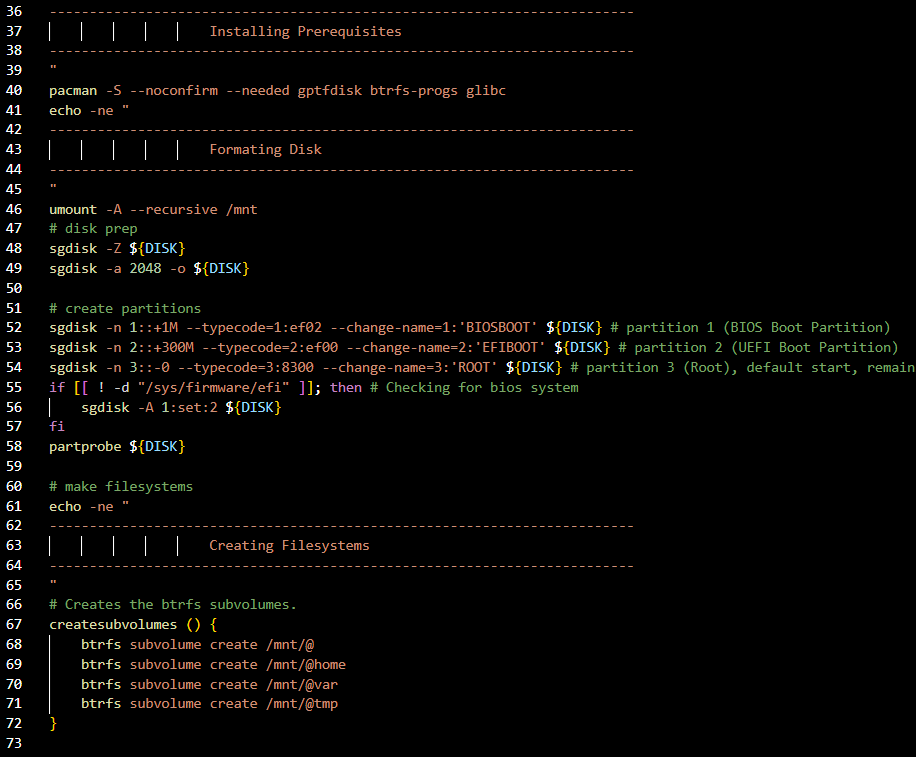 36 -------------------------------------------------------------------------
37                     Installing Prerequisites
38 -------------------------------------------------------------------------
39 "
40 pacman -S --noconfirm --needed gptfdisk btrfs-progs glibc
41 echo -ne "
42 -------------------------------------------------------------------------
43                     Formating Disk
44 -------------------------------------------------------------------------
45 "
46 umount -A --recursive /mnt
47 # disk prep
48 sgdisk -Z ${DISK}
49 sgdisk -a 2048 -o ${DISK}
50
51 # create partitions
52 sgdisk -n 1::+1M --typecode=1:ef02 --change-name=1:'BIOSBOOT' ${DISK} # partition 1 (BIOS Boot Partition)
53 sgdisk -n 2::+300M --typecode=2:ef00 --change-name=2:'EFIBOOT' ${DISK} # partition 2 (UEFI Boot Partition)
54 sgdisk -n 3::-0 --typecode=3:8300 --change-name=3:'ROOT' ${DISK} # partition 3 (Root), default start, remain
55 if [[ ! -d "/sys/firmware/efi" ]]; then # Checking for bios system
56     sgdisk -A 1:set:2 ${DISK}
57 fi
58 partprobe ${DISK}
59
60 # make filesystems
61 echo -ne "
62 -------------------------------------------------------------------------
63                     Creating Filesystems
64 -------------------------------------------------------------------------
65 "
66 # Creates the btrfs subvolumes.
67 createsubvolumes () {
68     btrfs subvolume create /mnt/@
69     btrfs subvolume create /mnt/@home
70     btrfs subvolume create /mnt/@var
71     btrfs subvolume create /mnt/@tmp
72 }
73